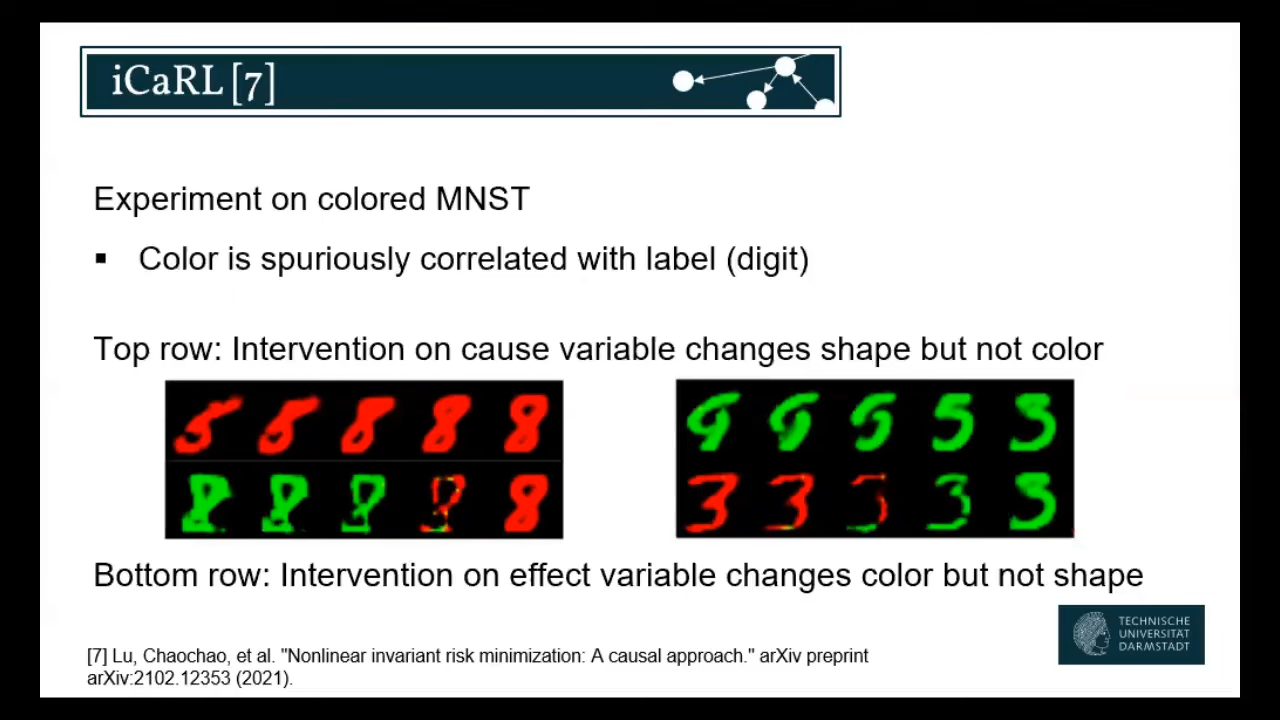 iCaRL [7]
Experiment on colored MNST
▪ Color is spuriously correlated with label (digit)
Top row: Intervention on cause variable changes shape but not color
Bottom row: Intervention on effect variable changes color but not shape
TECHNISCHE
UNIVERSITÄT
DARMSTADT
[7] Lu, Chaochao, et al. "Nonlinear invariant risk minimization: A causal approach." arXiv preprint
arXiv:2102.12353 (2021).